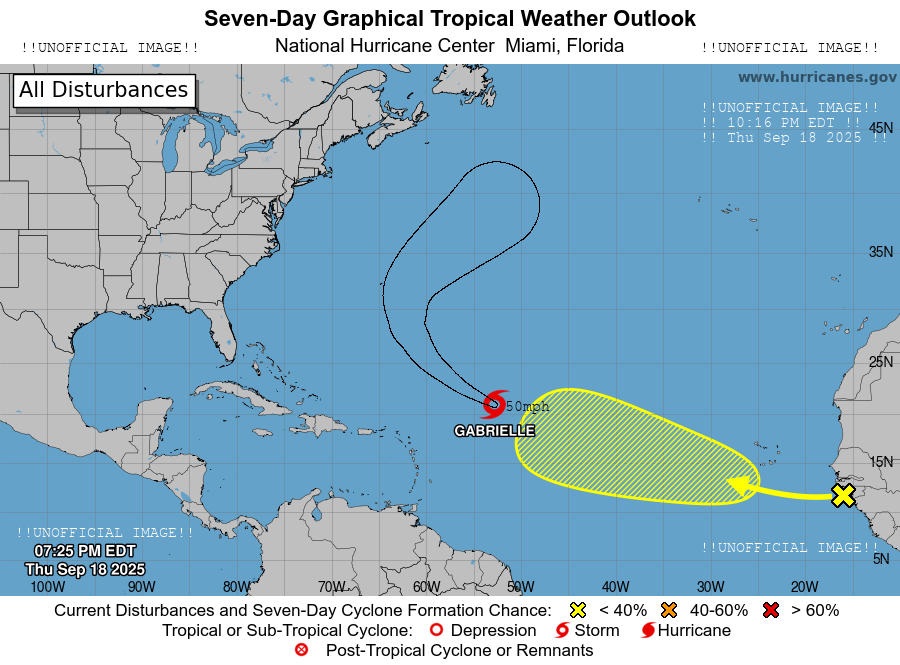 Seven-Day Graphical Tropical Weather Outlook
!!UNOFFICIAL IMAGE!! National Hurricane Center Miami, Florida !!UNOFFICIAL IMAGE!!
All Disturbances
www.hurricanes.gov
!!UNOFFICIAL IMAGE!!
!! 10:16 PM EDT !!
!! Thu Sep 18 2025 !!
45N
35N
25N
50mph
GABRIELLE
15N
!!UNOFFICIAL IMAGE!!
07:25 PM EDT
Thu Sep 18 2025
!!UNOFFICIAL IMAGE!!
5N
100W 90W 80W 70W 60W 50W 40W 30W 20W
Current Disturbances and Seven-Day Cyclone Formation Chance: < 40% 40-60% > 60%
Tropical or Sub-Tropical Cyclone: Depression Storm Hurricane
Post-Tropical Cyclone or Remnants